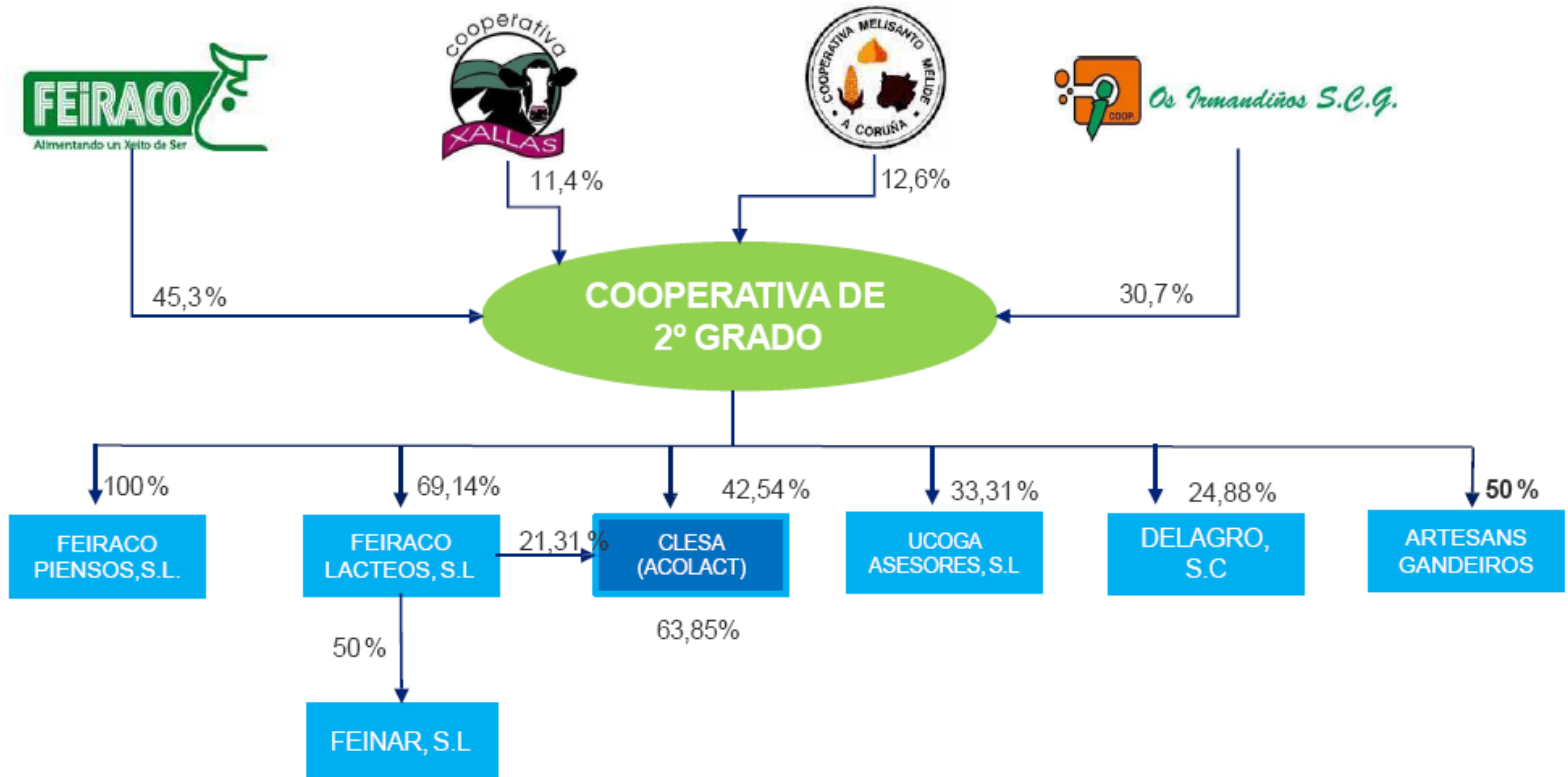 FEIRACO
Alimentando un Xeito de Ser
cooperativa
XALLAS
COOPERATIVA MELISANTO MELIDE
• A CORUÑA •
COOP
Os Irmandiños S.C.G.
11,4%
12,6%
45,3%
30,7%
COOPERATIVA DE
2º GRADO
100%
69,14%
42,54%
33,31%
24,88%
50%
FEIRACO
PIENSOS,S.L.
FEIRACO
LACTEOS, S.L
21,31%
CLESA
(ACOLACT)
UCOGA
ASESORES, S.L
DELAGRO,
S.C
ARTESANS
GANDEIROS
63,85%
50%
FEINAR, S.L